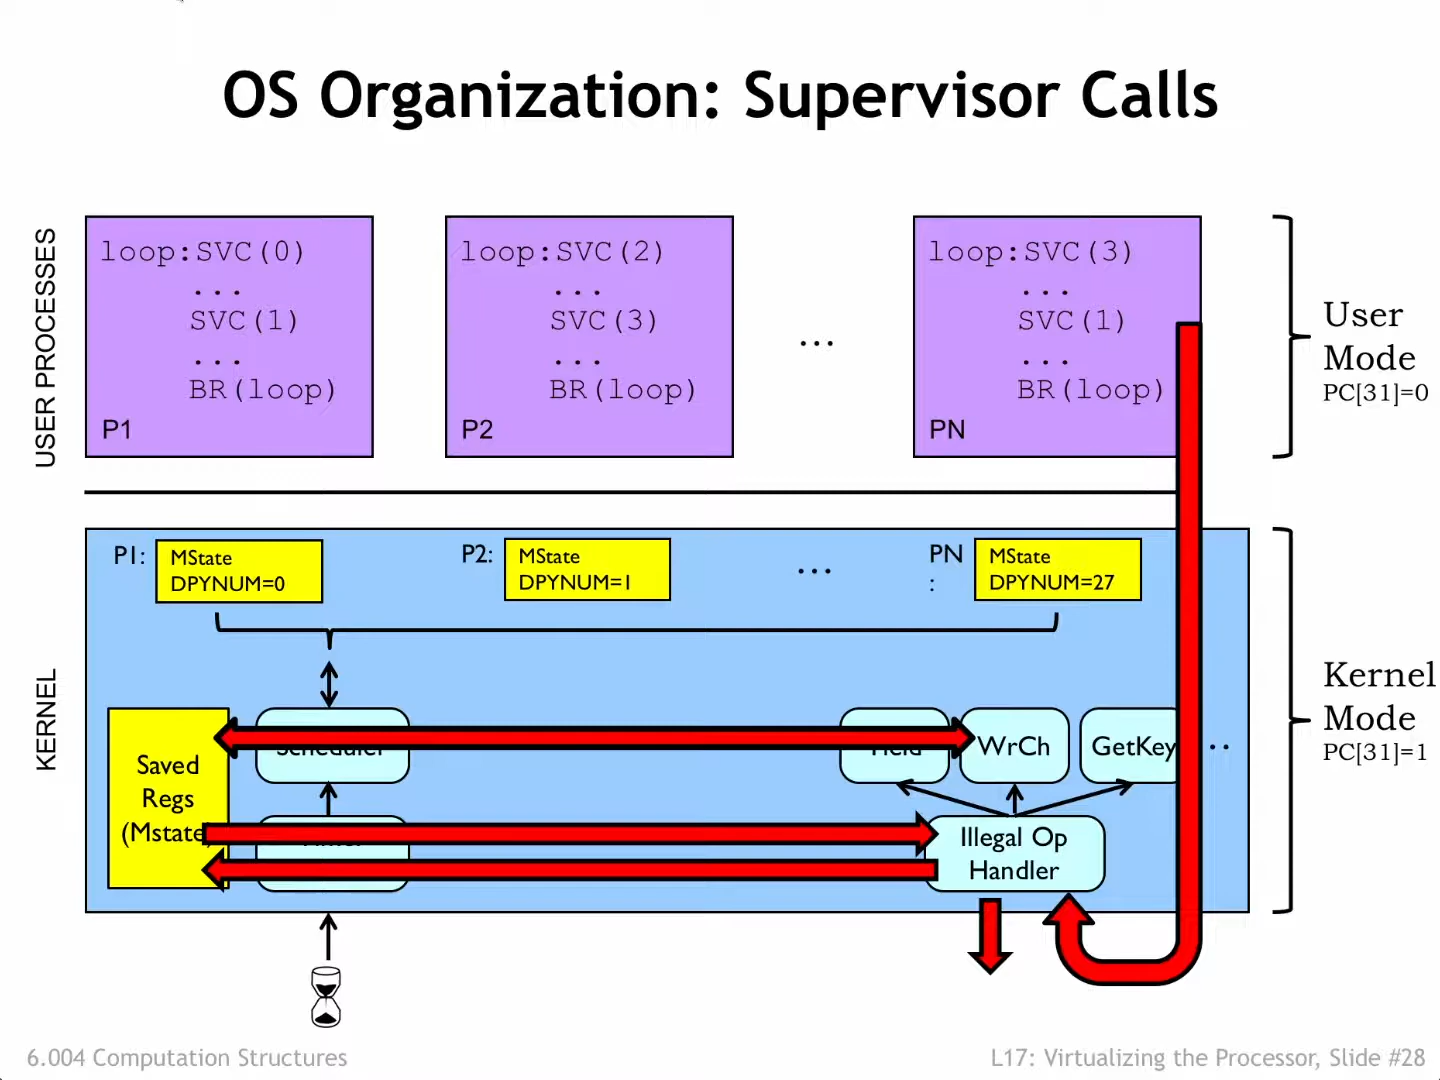 OS Organization: Supervisor Calls
USER PROCESSES
loop:SVC(0)
...
SVC(1)
...
BR(loop)
P1
loop:SVC(2)
...
SVC(3)
...
BR(loop)
P2
...
loop:SVC(3)
...
SVC(1)
...
BR(loop)
PN
User
Mode
PC[31]=0
KERNEL
P1:
MState
DPYNUM=0
P2:
MState
DPYNUM=1
...
PN
:
MState
DPYNUM=27
Saved
Regs
(Mstate)
Scheduler
WrCh
GetKey
..
Illegal Op
Handler
Kernel
Mode
PC[31]=1
6.004 Computation Structures
L17: Virtualizing the Processor, Slide #28